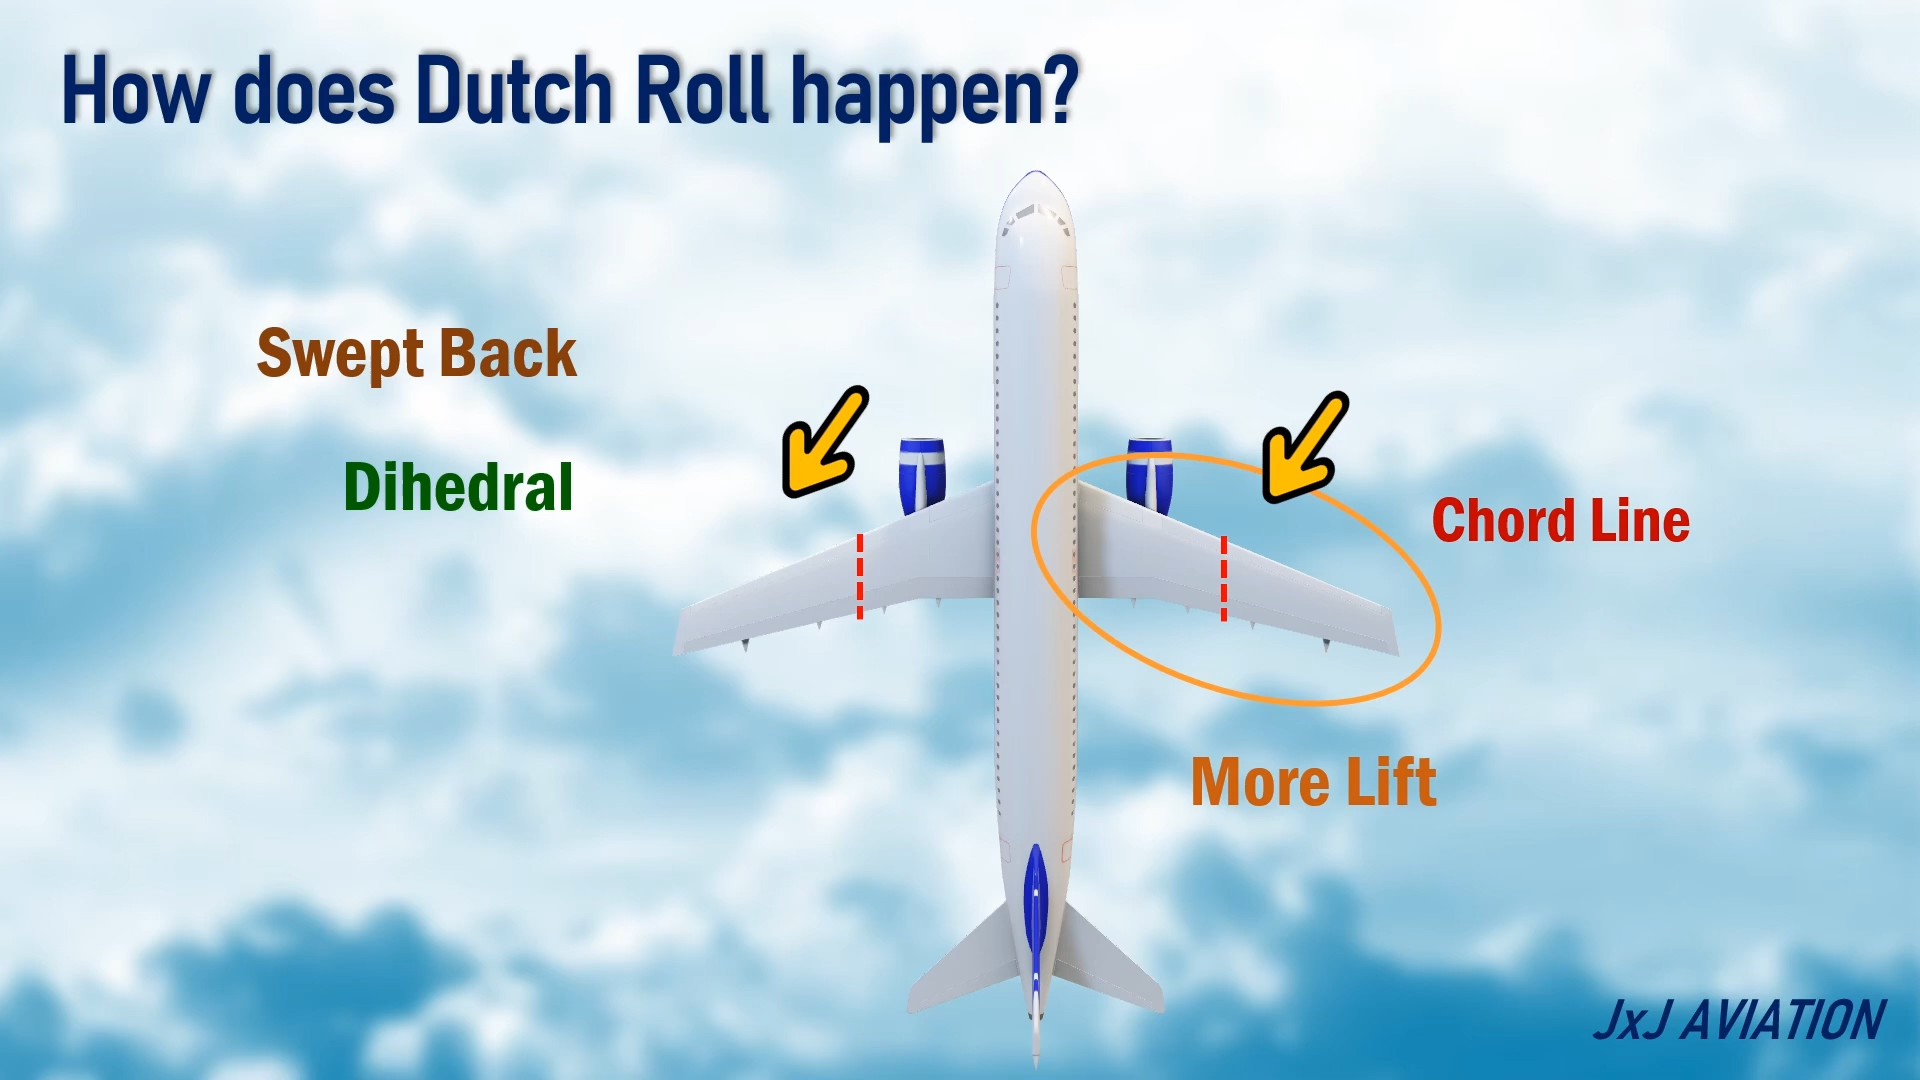 How does Dutch Roll happen?
Swept Back
Dihedral
Chord Line
More Lift
JxJ AVIATION